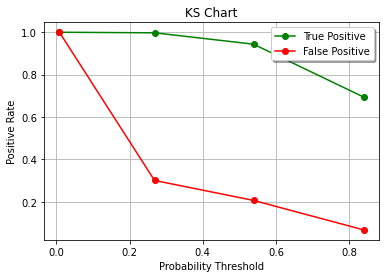 KS Chart
True Positive
False Positive
Positive Rate
1.0
0.8
0.6
0.4
0.2
0.0 0.2 0.4 0.6 0.8
Probability Threshold